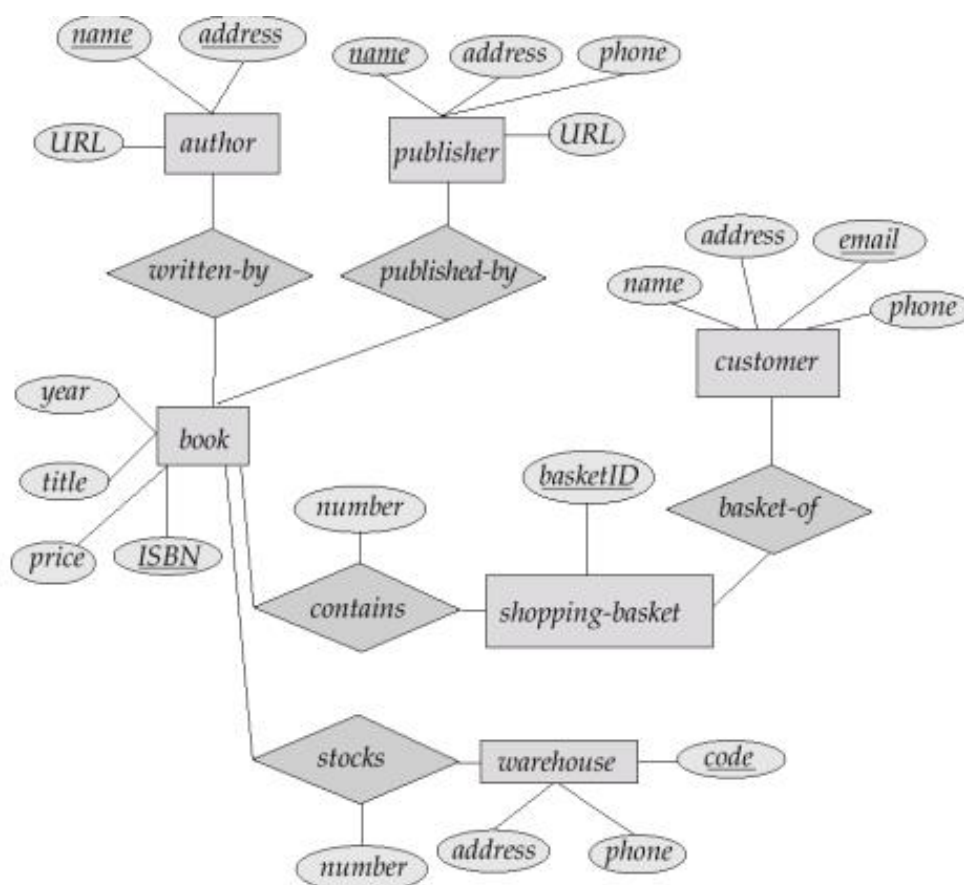 name
address
name
address
phone
URL
author
publisher
URL
written-by
published-by
address
email
name
phone
customer
year
book
title
number
basketID
basket-of
price
ISBN
contains
shopping-basket
stocks
warehouse
code
number
address
phone